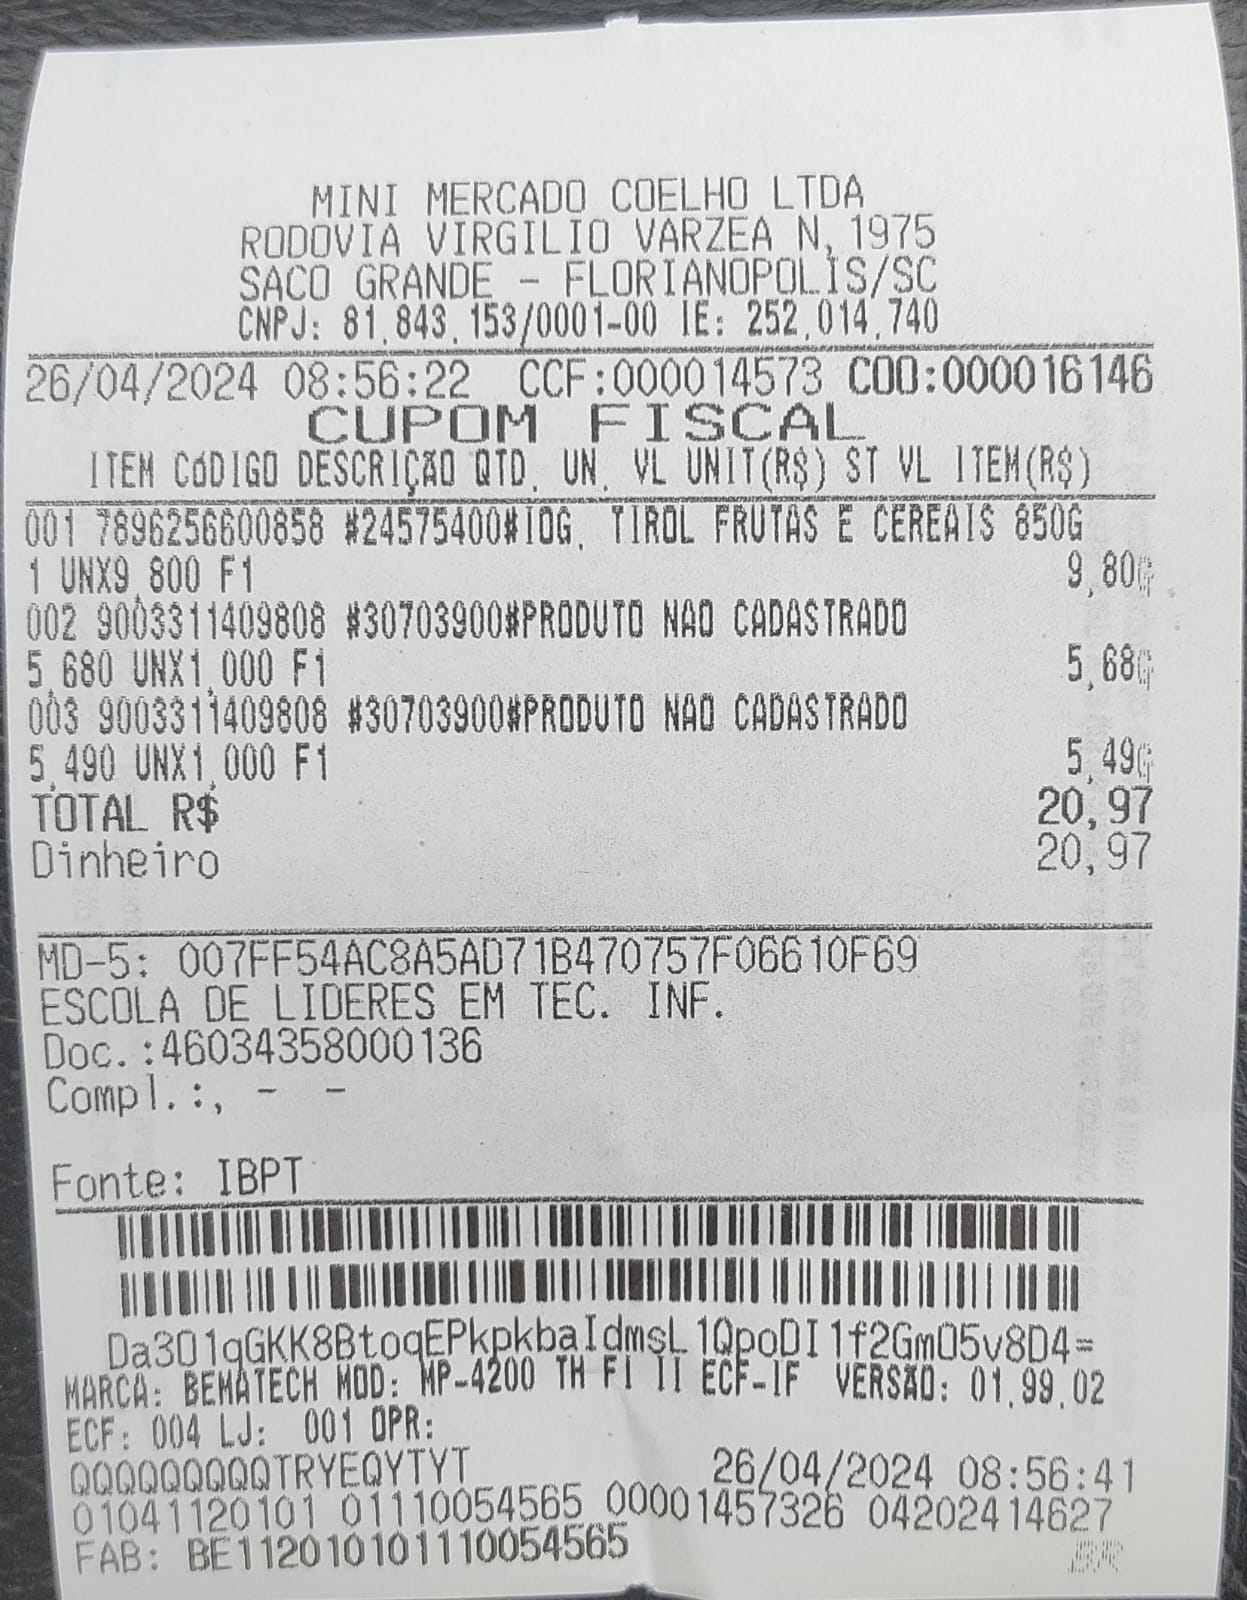 MINI MERCADO COELHO LTDA
RODOVIA VIRGILIO VARZEA N, 1975
SACO GRANDE - FLORIANOPOLIS/SC
CNPJ: 81.843.153/0001-00 IE: 252.014.740
26/04/2024 08:56:22 CCF:000014573 COO:000016146
CUPOM FISCAL
ITEM CóDIGO DESCRIÇÃO QTD. UN. VL UNIT(R$) ST VL ITEM(R$)
001 7896256600858 #24575400#IOG. TIROL FRUTAS E CEREAIS 850G
1 UNX9,800 F1 9,80G
002 9003311409808 #30703900#PRODUTO NAO CADASTRADO
5,680 UNX1,000 F1 5,68G
003 9003311409808 #30703900#PRODUTO NAO CADASTRADO
5,490 UNX1,000 F1 5,49G
TOTAL R$ 20,97
Dinheiro 20,97
MD-5: 007FF54AC8A5AD71B470757F06610F69
ESCOLA DE LIDERES EM TEC. INF.
Doc.:46034358000136
Compl.:, - -
Fonte: IBPT
Da3O1qGKK8BtoqEPkpkbaIdmsL1QpoDI1f2GmO5v8D4=
MARCA: BEMATECH MOD: MP-4200 TH FI II ECF-IF VERSÃO: 01.99.02
ECF: 004 LJ: 001 OPR:
QQQQQQQQQTRYEQYTYT 26/04/2024 08:56:41
01041120101 01110054565 00001457326 04202414627
FAB: BE112010101110054565
BR